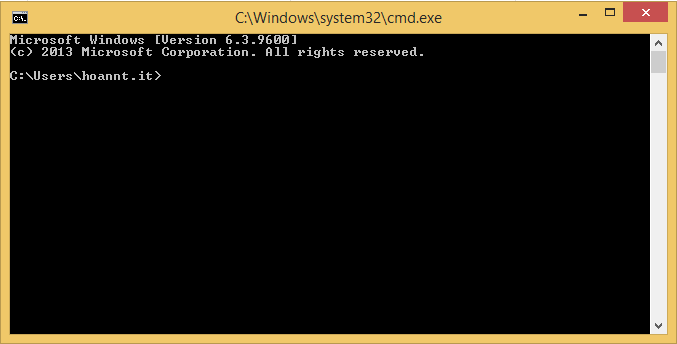 C:\Windows\system32\cmd.exe
Microsoft Windows [Version 6.3.9600]
(c) 2013 Microsoft Corporation. All rights reserved.
C:\Users\hoannt.it>